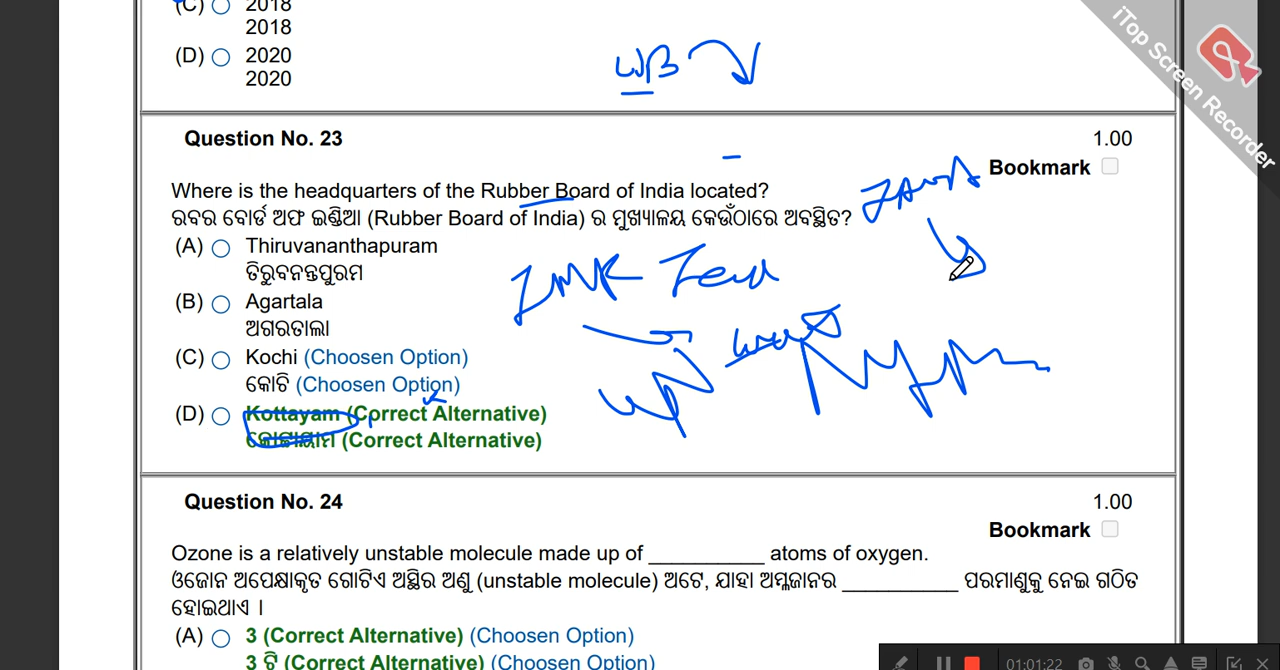 (C) 2018
2018
(D) 2020
2020
WB
iTop Screen Recorder
Question No. 23 1.00
Bookmark
Where is the headquarters of the Rubber Board of India located?
ରବର ବୋର୍ଡ ଅଫ ଇଣ୍ଡିଆ (Rubber Board of India) ର ମୁଖ୍ୟାଳୟ କେଉଁଠାରେ ଅବସ୍ଥିତ?
(A) Thiruvananthapuram
ତିରୁବନନ୍ତପୁରମ
(B) Agartala
ଅଗରତାଲା
(C) Kochi (Choosen Option)
କୋଚି (Choosen Option)
(D) Kottayam (Correct Alternative)
କୋଟ୍ଟାୟାମ (Correct Alternative)
Question No. 24 1.00
Bookmark
Ozone is a relatively unstable molecule made up of __________ atoms of oxygen.
ଓଜୋନ ଅପେକ୍ଷାକୃତ ଗୋଟିଏ ଅସ୍ଥିର ଅଣୁ (unstable molecule) ଅଟେ, ଯାହା ଅମ୍ଳଜାନର __________ ପରମାଣୁକୁ ନେଇ ଗଠିତ
ହୋଇଥାଏ ।
(A) 3 (Correct Alternative) (Choosen Option)
3 ଟି (Correct Alternative) (Choosen Option)
01:01:22